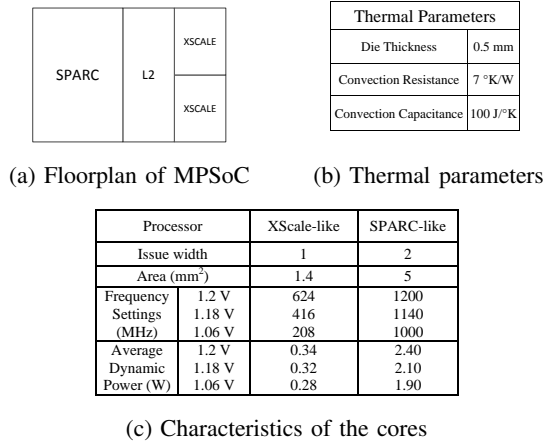 SPARC
L2
XSCALE
XSCALE
(a) Floorplan of MPSoC
Thermal Parameters
Die Thickness 0.5 mm
Convection Resistance 7 °K/W
Convection Capacitance 100 J/°K
(b) Thermal parameters
Processor XScale-like SPARC-like
Issue width 1 2
Area (mm²) 1.4 5
Frequency 1.2 V 624 1200
Settings 1.18 V 416 1140
(MHz) 1.06 V 208 1000
Average 1.2 V 0.34 2.40
Dynamic 1.18 V 0.32 2.10
Power (W) 1.06 V 0.28 1.90
(c) Characteristics of the cores